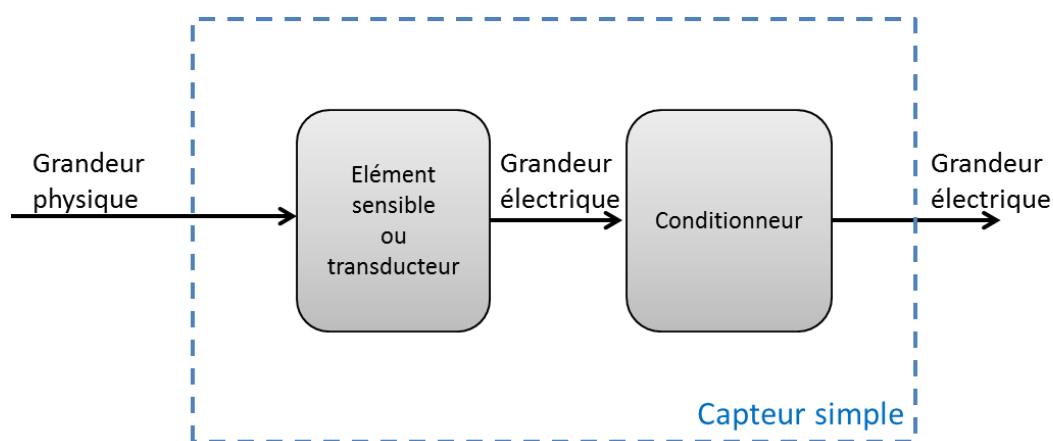 Grandeur
physique
Elément
sensible
ou
transducteur
Grandeur
électrique
Conditionneur
Grandeur
électrique
Capteur simple